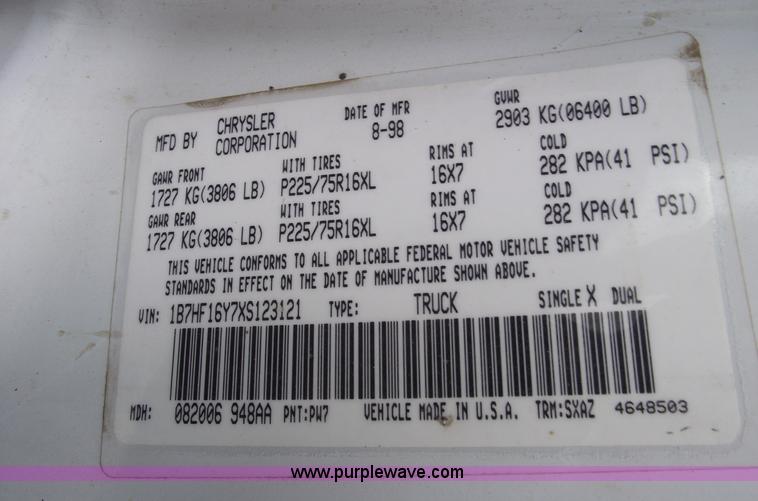 MFD BY CHRYSLER CORPORATION DATE OF MFR 8-98 GVWR 2903 KG(06400 LB)
GAWR FRONT WITH TIRES RIMS AT COLD
1727 KG(3806 LB) P225/75R16XL 16X7 282 KPA(41 PSI)
GAWR REAR WITH TIRES RIMS AT COLD
1727 KG(3806 LB) P225/75R16XL 16X7 282 KPA(41 PSI)
THIS VEHICLE CONFORMS TO ALL APPLICABLE FEDERAL MOTOR VEHICLE SAFETY
STANDARDS IN EFFECT ON THE DATE OF MANUFACTURE SHOWN ABOVE.
VIN: 1B7HF16Y7XS123121 TYPE: TRUCK SINGLE X DUAL
MDH: 082006 948AA PNT:PW7 VEHICLE MADE IN U.S.A. TRM:SXAZ 4648503
www.purplewave.com